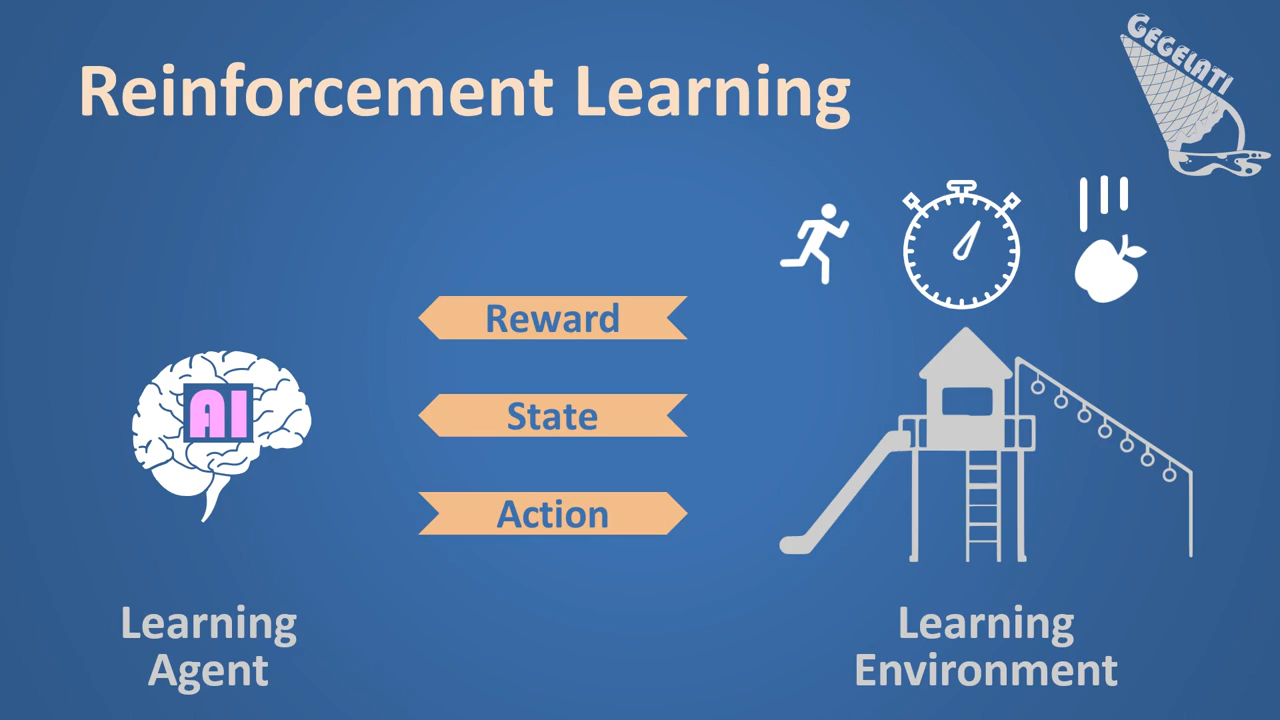 Reinforcement Learning
GEGELATI
Reward
AI
State
Action
Learning
Agent
Learning
Environment